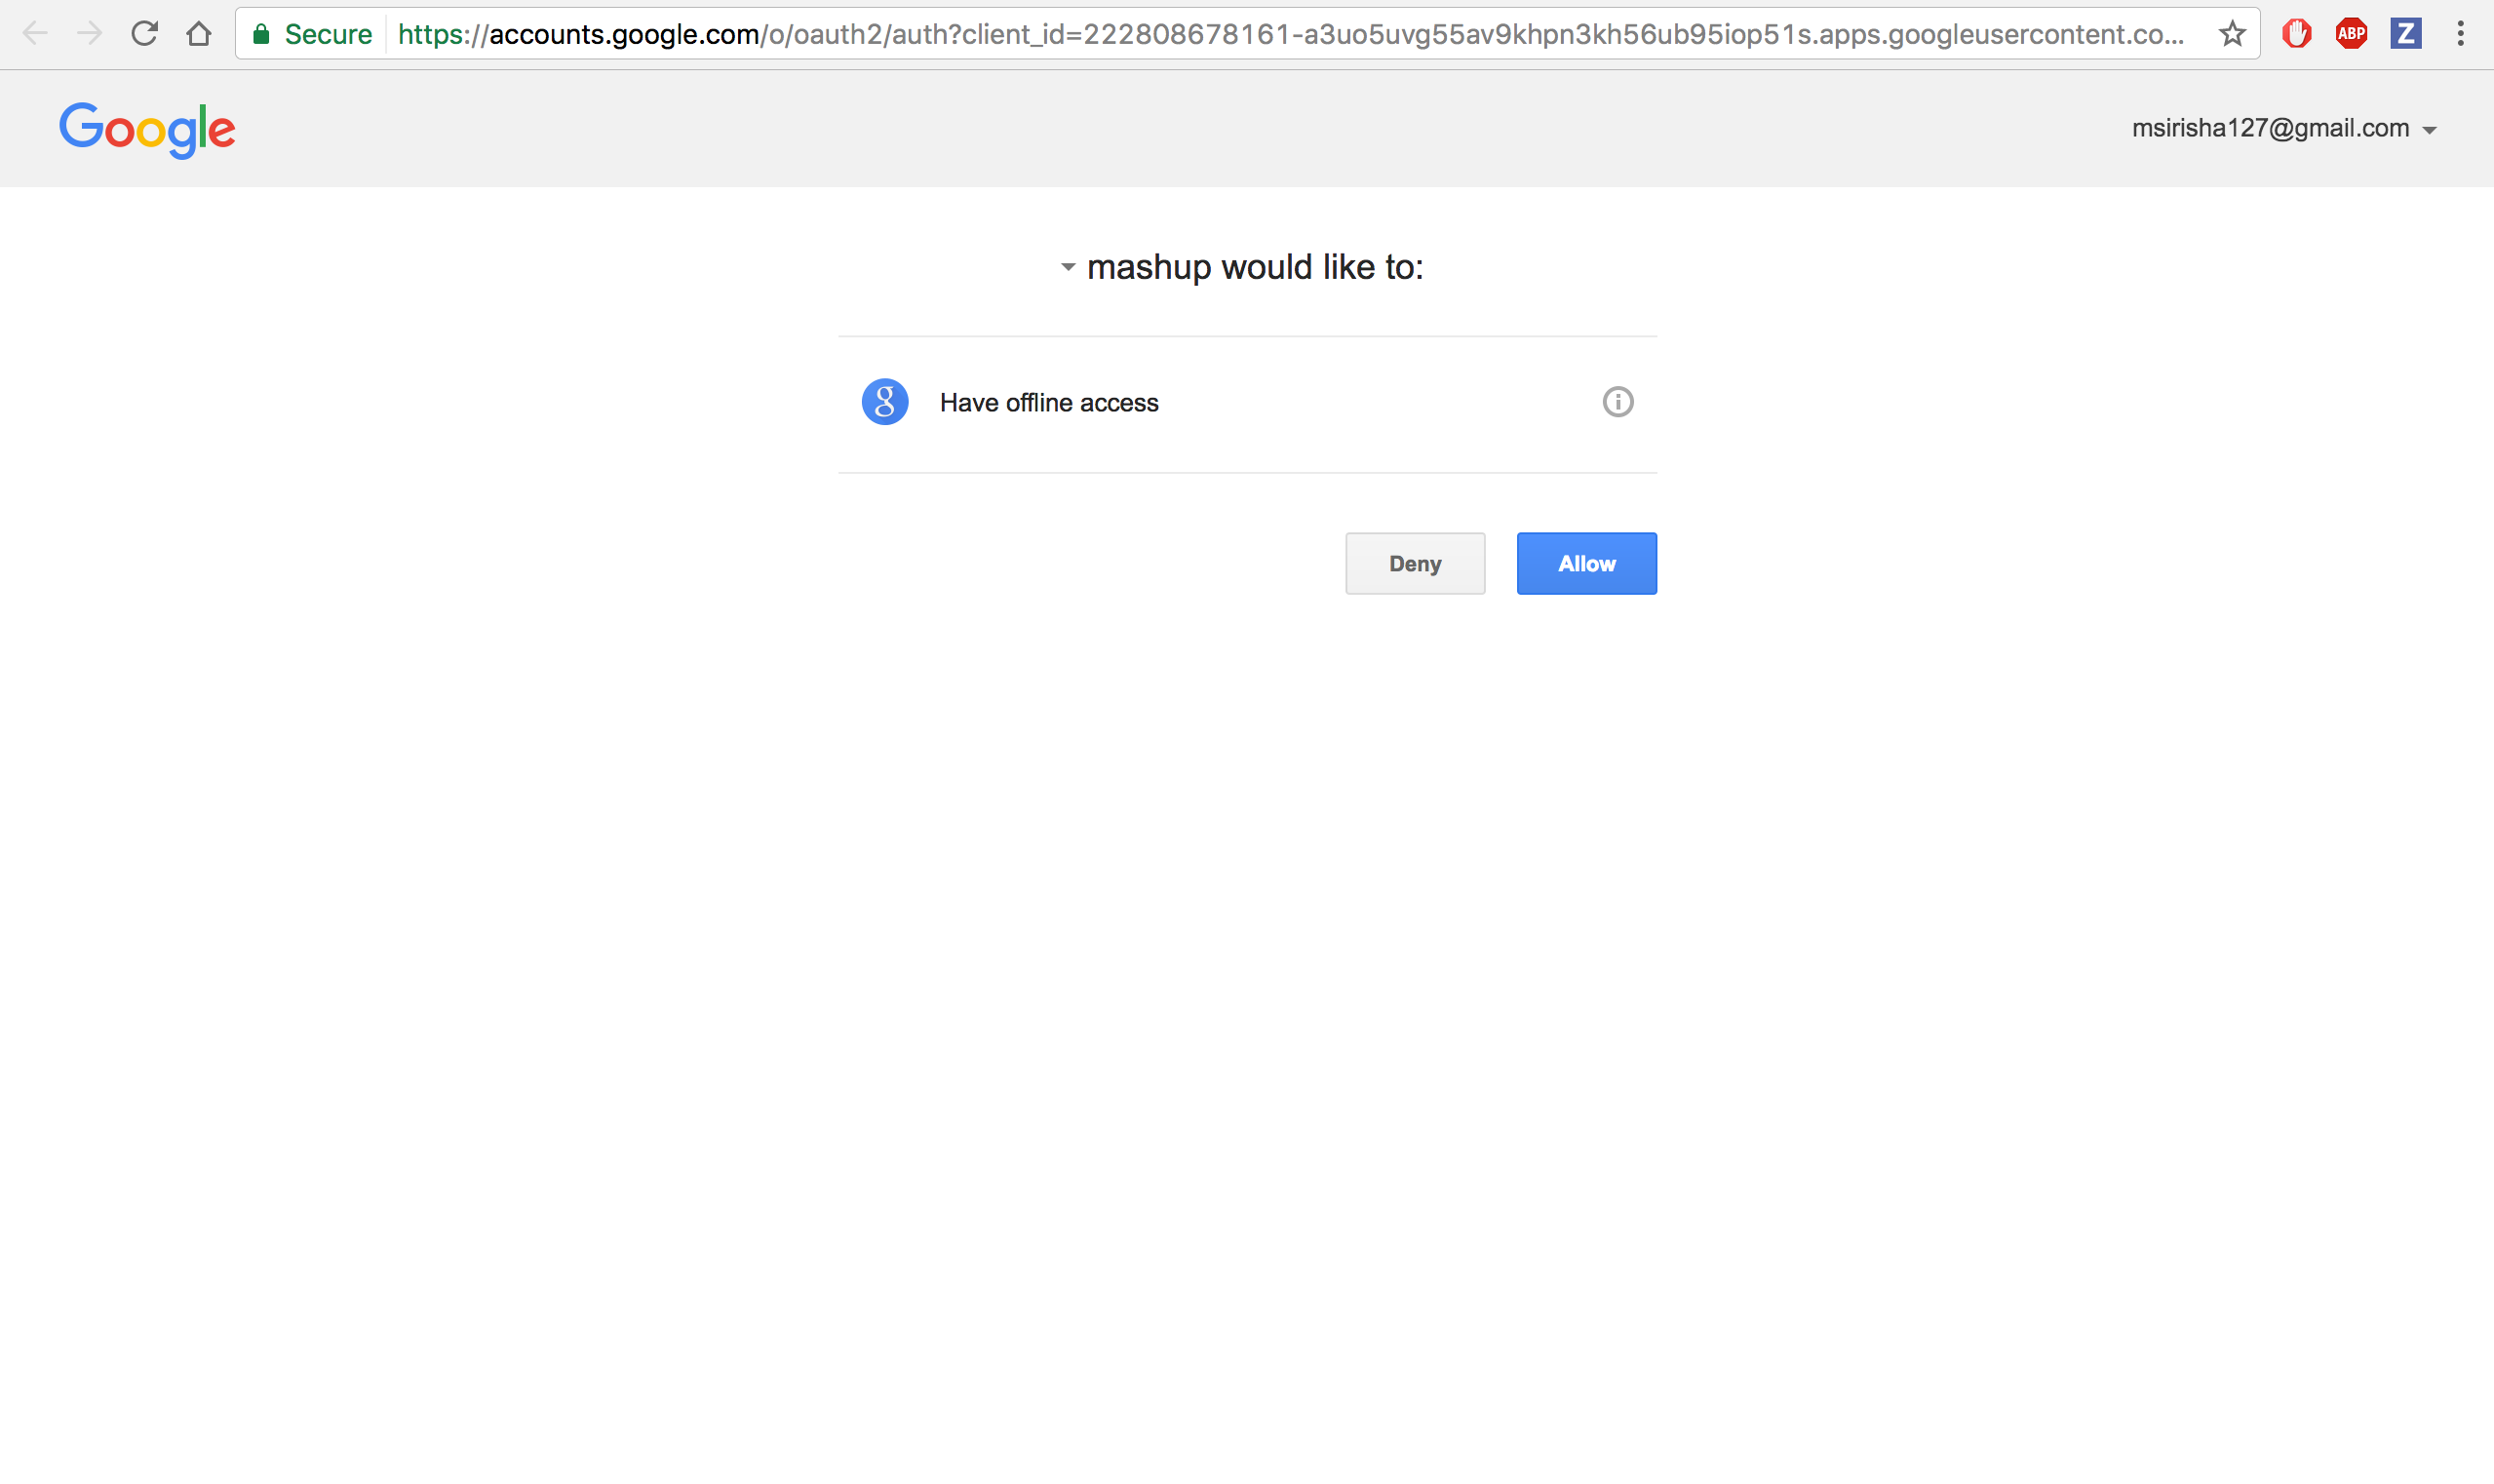 Secure https://accounts.google.com/o/oauth2/auth?client_id=222808678161-a3uo5uvg55av9khpn3kh56ub95iop51s.apps.googleusercontent.co... ABP Z
Google msirisha127@gmail.com
mashup would like to:
g Have offline access
Deny Allow